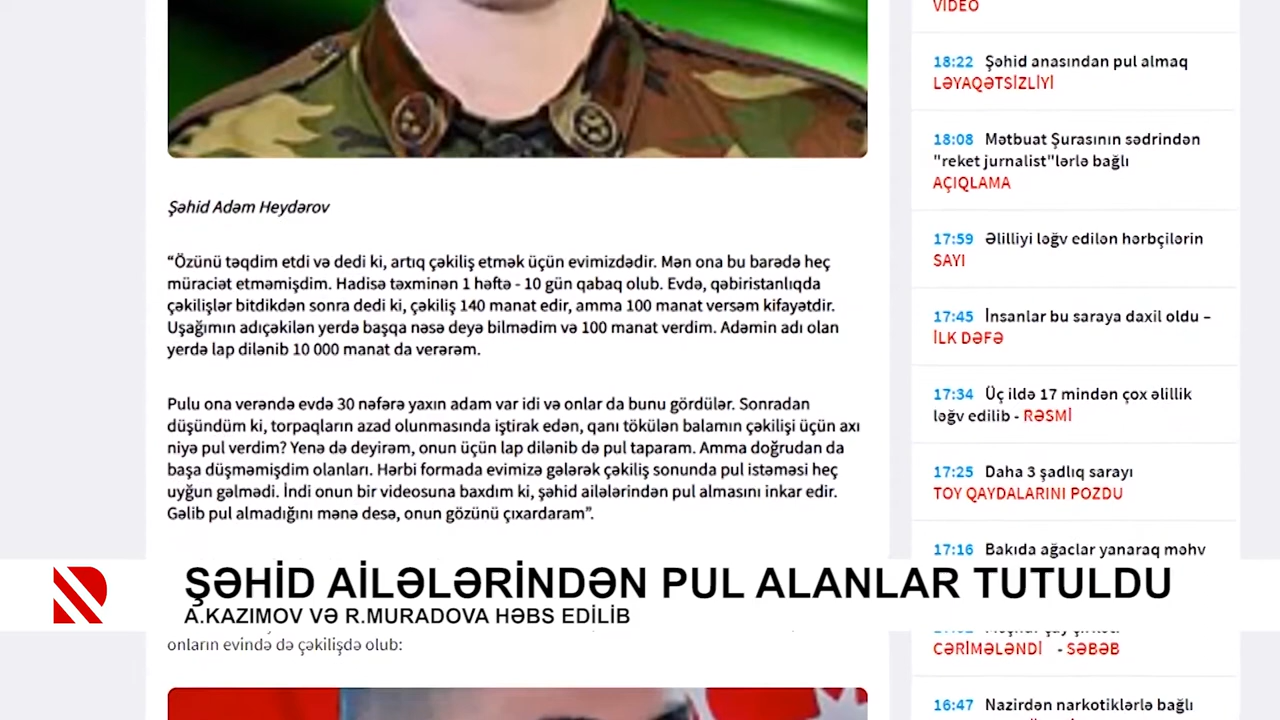 Şəhid Adəm Heydərov
“Özünü təqdim etdi və dedi ki, artıq çəkiliş etmək üçün evimizdədir. Mən ona bu barədə heç
müraciət etməmişdim. Hadisə təxminən 1 həftə - 10 gün qabaq olub. Evdə, qəbiristanlıqda
çəkilişlər bitdikdən sonra dedi ki, çəkiliş 140 manat edir, amma 100 manat versəm kifayətdir.
Uşağımın adıçəkilən yerdə başqa nəsə deyə bilmədim və 100 manat verdim. Adəmin adı olan
yerdə lap dilənib 10 000 manat da verərəm.
Pulu ona verəndə evdə 30 nəfərə yaxın adam var idi və onlar da bunu gördülər. Sonradan
düşündüm ki, torpaqların azad olunmasında iştirak edən, qanı tökülən balamın çəkilişi üçün axı
niyə pul verdim? Yenə də deyirəm, onun üçün lap dilənib də pul taparam. Amma doğrudan da
başa düşməmişdim olanları. Hərbi formada evimizə gələrək çəkiliş sonunda pul istəməsi heç
uyğun gəlmədi. İndi onun bir videosuna baxdım ki, şəhid ailələrindən pul almasını inkar edir.
Gəlib pul almadığını mənə desə, onun gözünü çıxardaram”.
onların evində də çəkilişdə olub:
VİDEO
18:22 Şəhid anasından pul almaq
LƏYAQƏTSİZLİYİ
18:08 Mətbuat Şurasının sədrindən
"reket jurnalist"lərlə bağlı
AÇIQLAMA
17:59 Əlilliyi ləğv edilən hərbçilərin
SAYI
17:45 İnsanlar bu saraya daxil oldu –
İLK DƏFƏ
17:34 Üç ildə 17 mindən çox əlillik
ləğv edilib - RƏSMİ
17:25 Daha 3 şadlıq sarayı
TOY QAYDALARINI POZDU
17:16 Bakıda ağaclar yanaraq məhv
CƏRİMƏLƏNDİ - SƏBƏB
16:47 Nazirdən narkotiklərlə bağlı
ŞƏHİD AİLƏLƏRİNDƏN PUL ALANLAR TUTULDU
A.KAZIMOV VƏ R.MURADOVA HƏBS EDİLİB